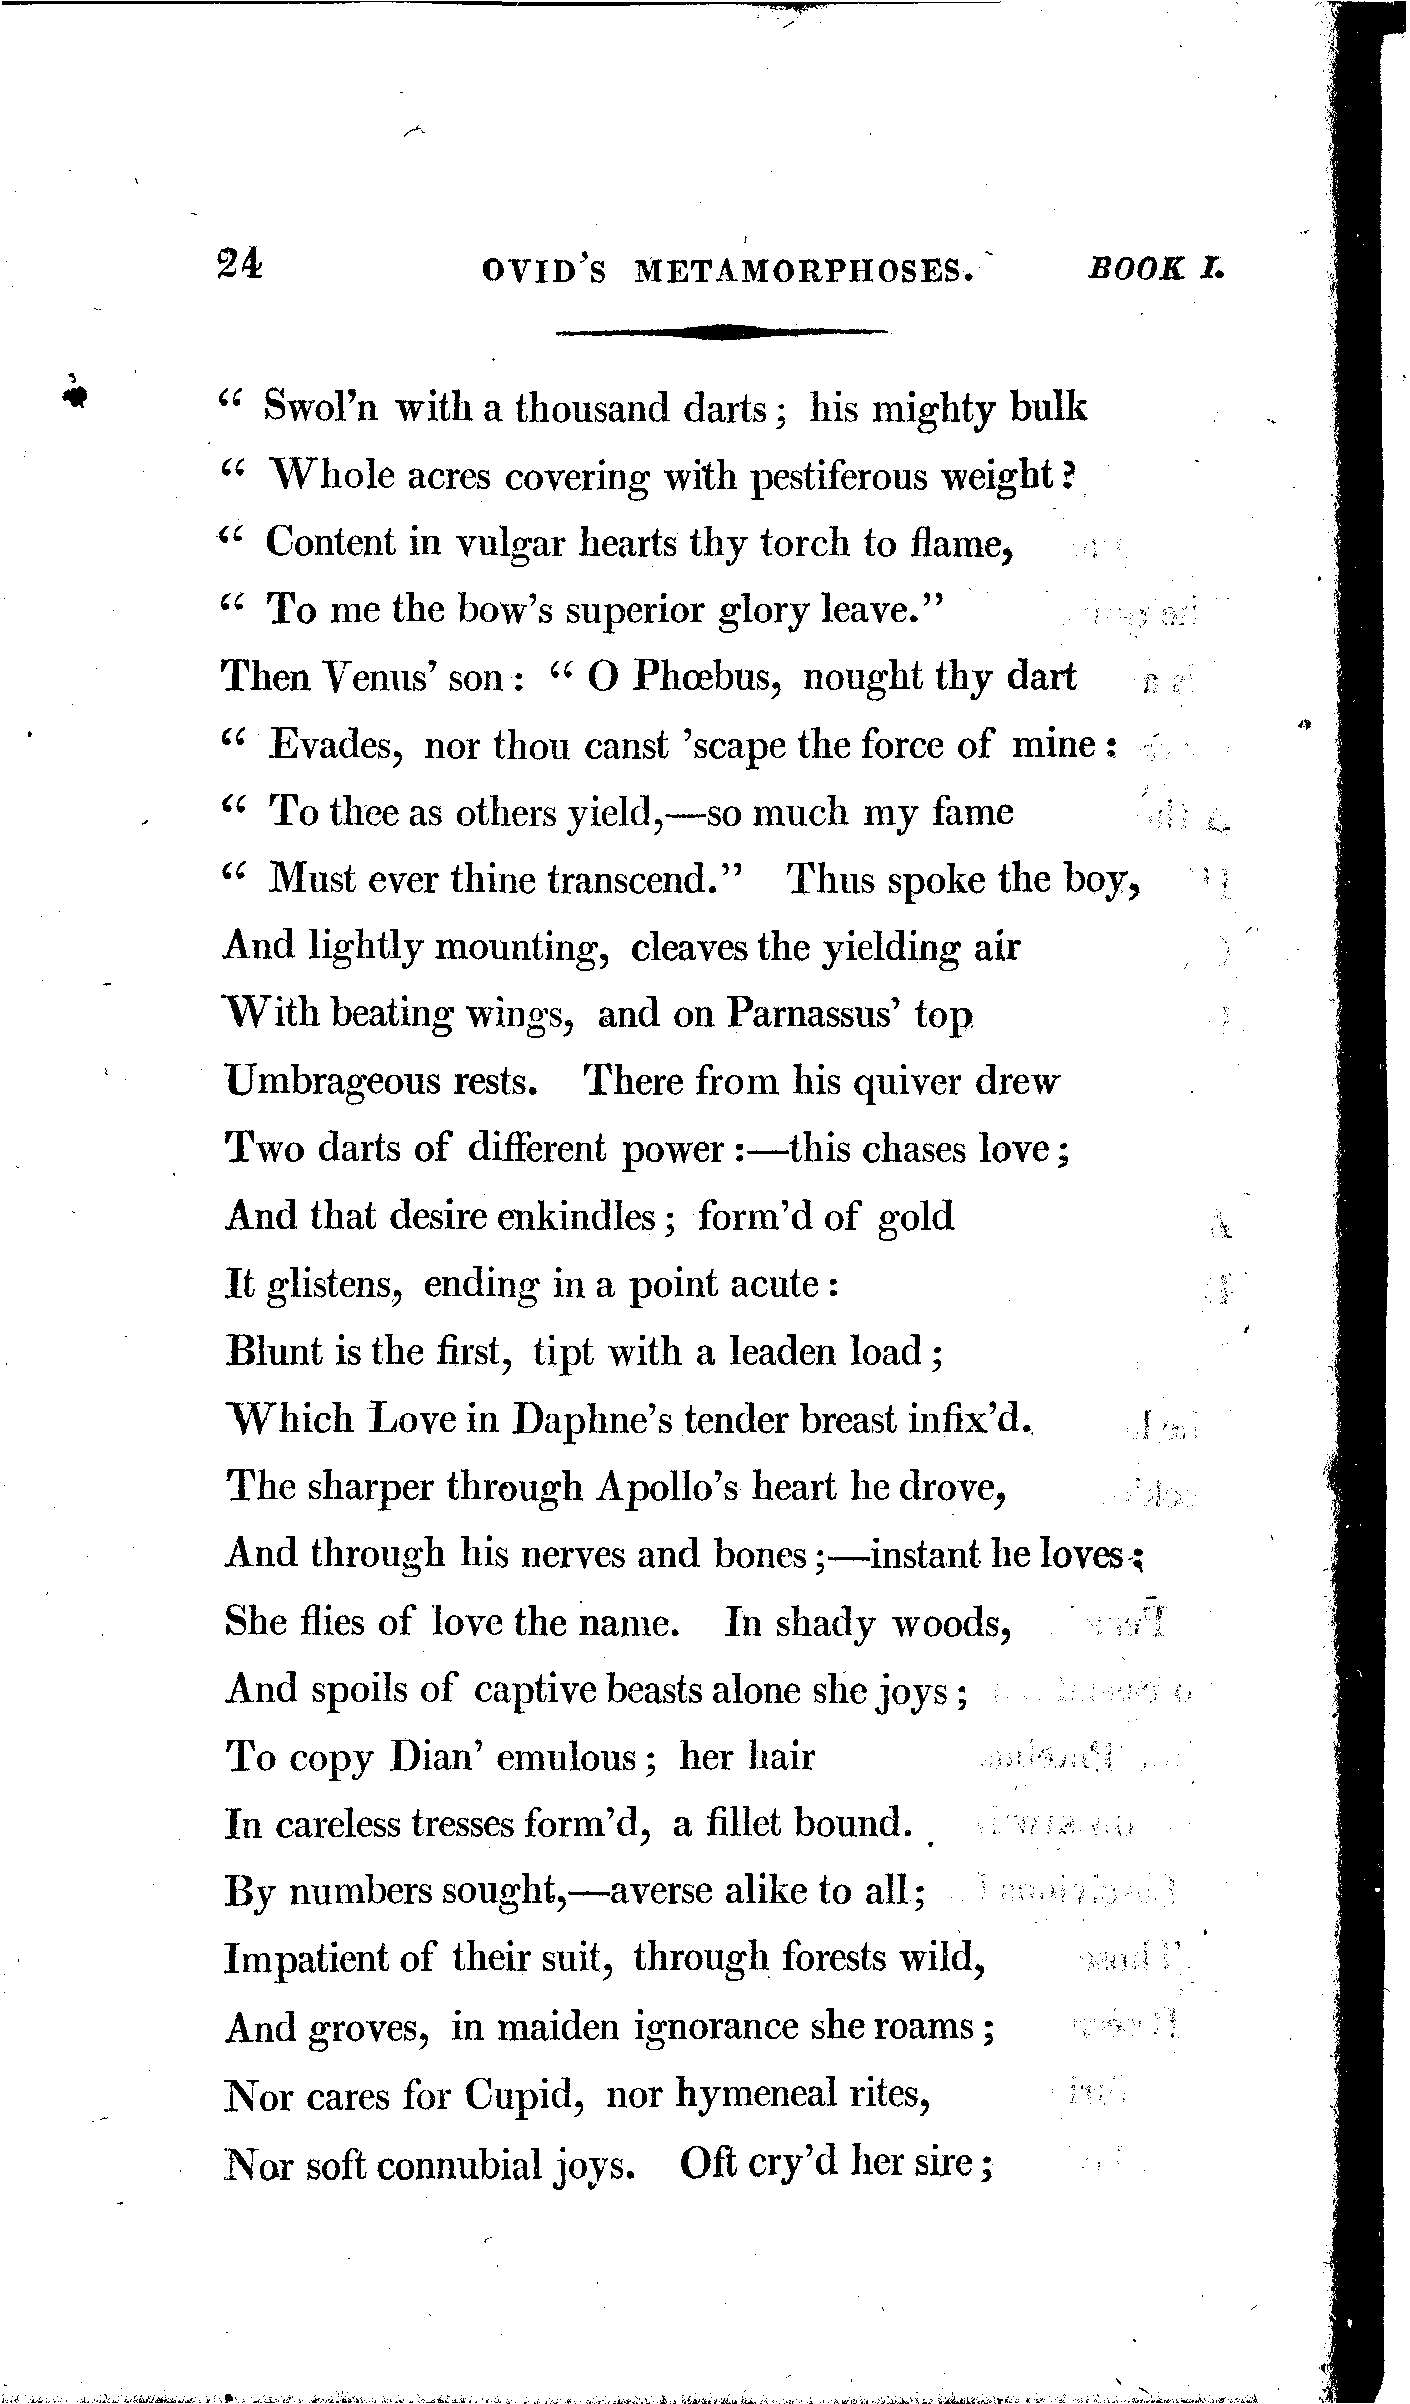 24 OVID'S METAMORPHOSES. BOOK I.
“ Swol'n with a thousand darts; his mighty bulk
“ Whole acres covering with pestiferous weight?
“ Content in vulgar hearts thy torch to flame,
“ To me the bow's superior glory leave.”
Then Venus' son: “ O Phœbus, nought thy dart
“ Evades, nor thou canst 'scape the force of mine:
“ To thee as others yield,—so much my fame
“ Must ever thine transcend.” Thus spoke the boy,
And lightly mounting, cleaves the yielding air
With beating wings, and on Parnassus' top
Umbrageous rests. There from his quiver drew
Two darts of different power:—this chases love;
And that desire enkindles; form'd of gold
It glistens, ending in a point acute:
Blunt is the first, tipt with a leaden load;
Which Love in Daphne's tender breast infix'd.
The sharper through Apollo's heart he drove,
And through his nerves and bones;—instant he loves;
She flies of love the name. In shady woods,
And spoils of captive beasts alone she joys;
To copy Dian' emulous; her hair
In careless tresses form'd, a fillet bound.
By numbers sought,—averse alike to all;
Impatient of their suit, through forests wild,
And groves, in maiden ignorance she roams;
Nor cares for Cupid, nor hymeneal rites,
Nor soft connubial joys. Oft cry'd her sire;